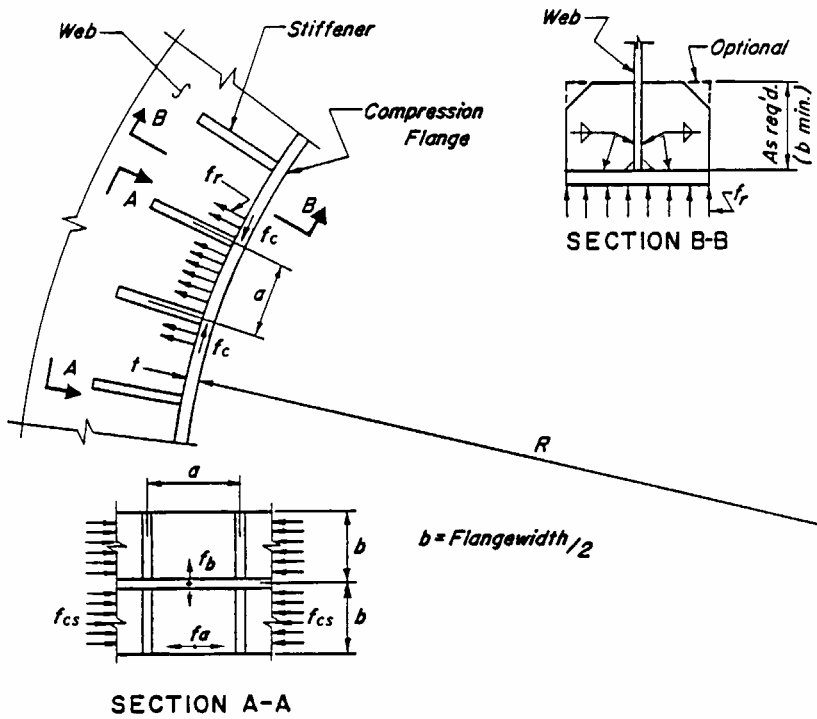 Web
Stiffener
Compression
Flange
B
A
fr
B
fc
a
fc
A
t
R
Web
Optional
As req'd.
(b min.)
fr
SECTION B-B
a
b
fb
b
fcs
fcs
fa
b = Flangewidth/2
SECTION A-A